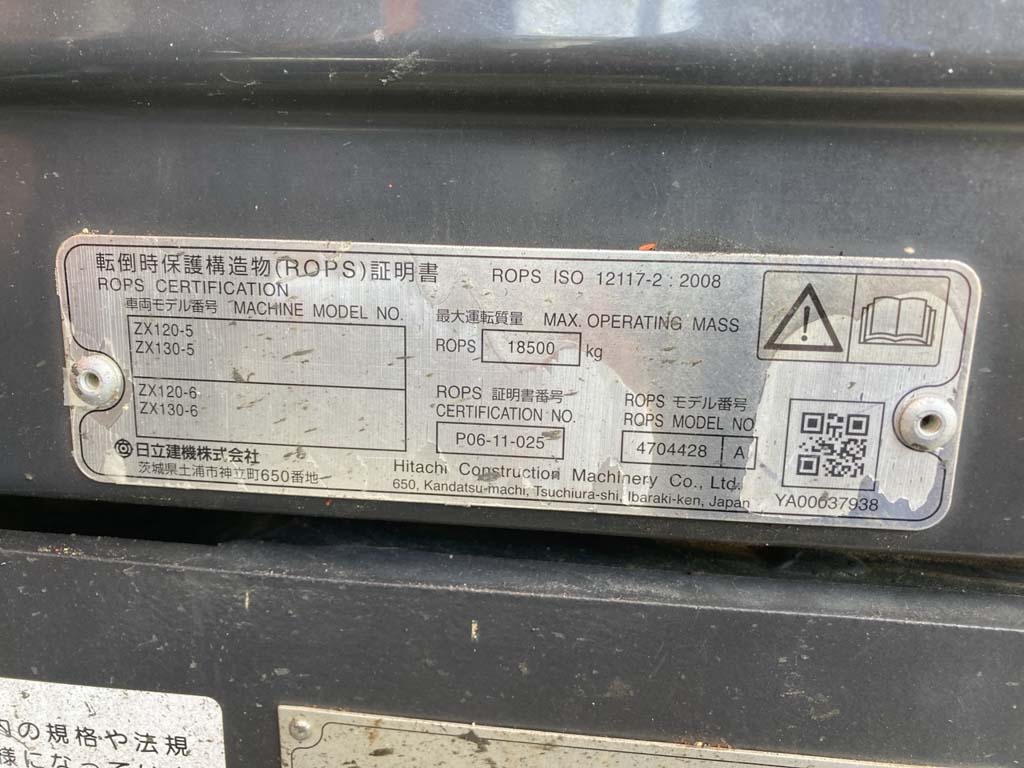 転倒時保護構造物(ROPS)証明書 ROPS ISO 12117-2 : 2008
ROPS CERTIFICATION
車両モデル番号 MACHINE MODEL NO.
ZX120-5
ZX130-5
ZX120-6
ZX130-6
最大運転質量 MAX. OPERATING MASS
ROPS 18500 kg
ROPS 証明書番号
CERTIFICATION NO.
P06-11-025
ROPS モデル番号
ROPS MODEL NO.
4704428 A
日立建機株式会社
茨城県土浦市神立町650番地
Hitachi Construction Machinery Co., Ltd.
650, Kandatsu-machi, Tsuchiura-shi, Ibaraki-ken, Japan
YA00037938
の規格や法規
様になって